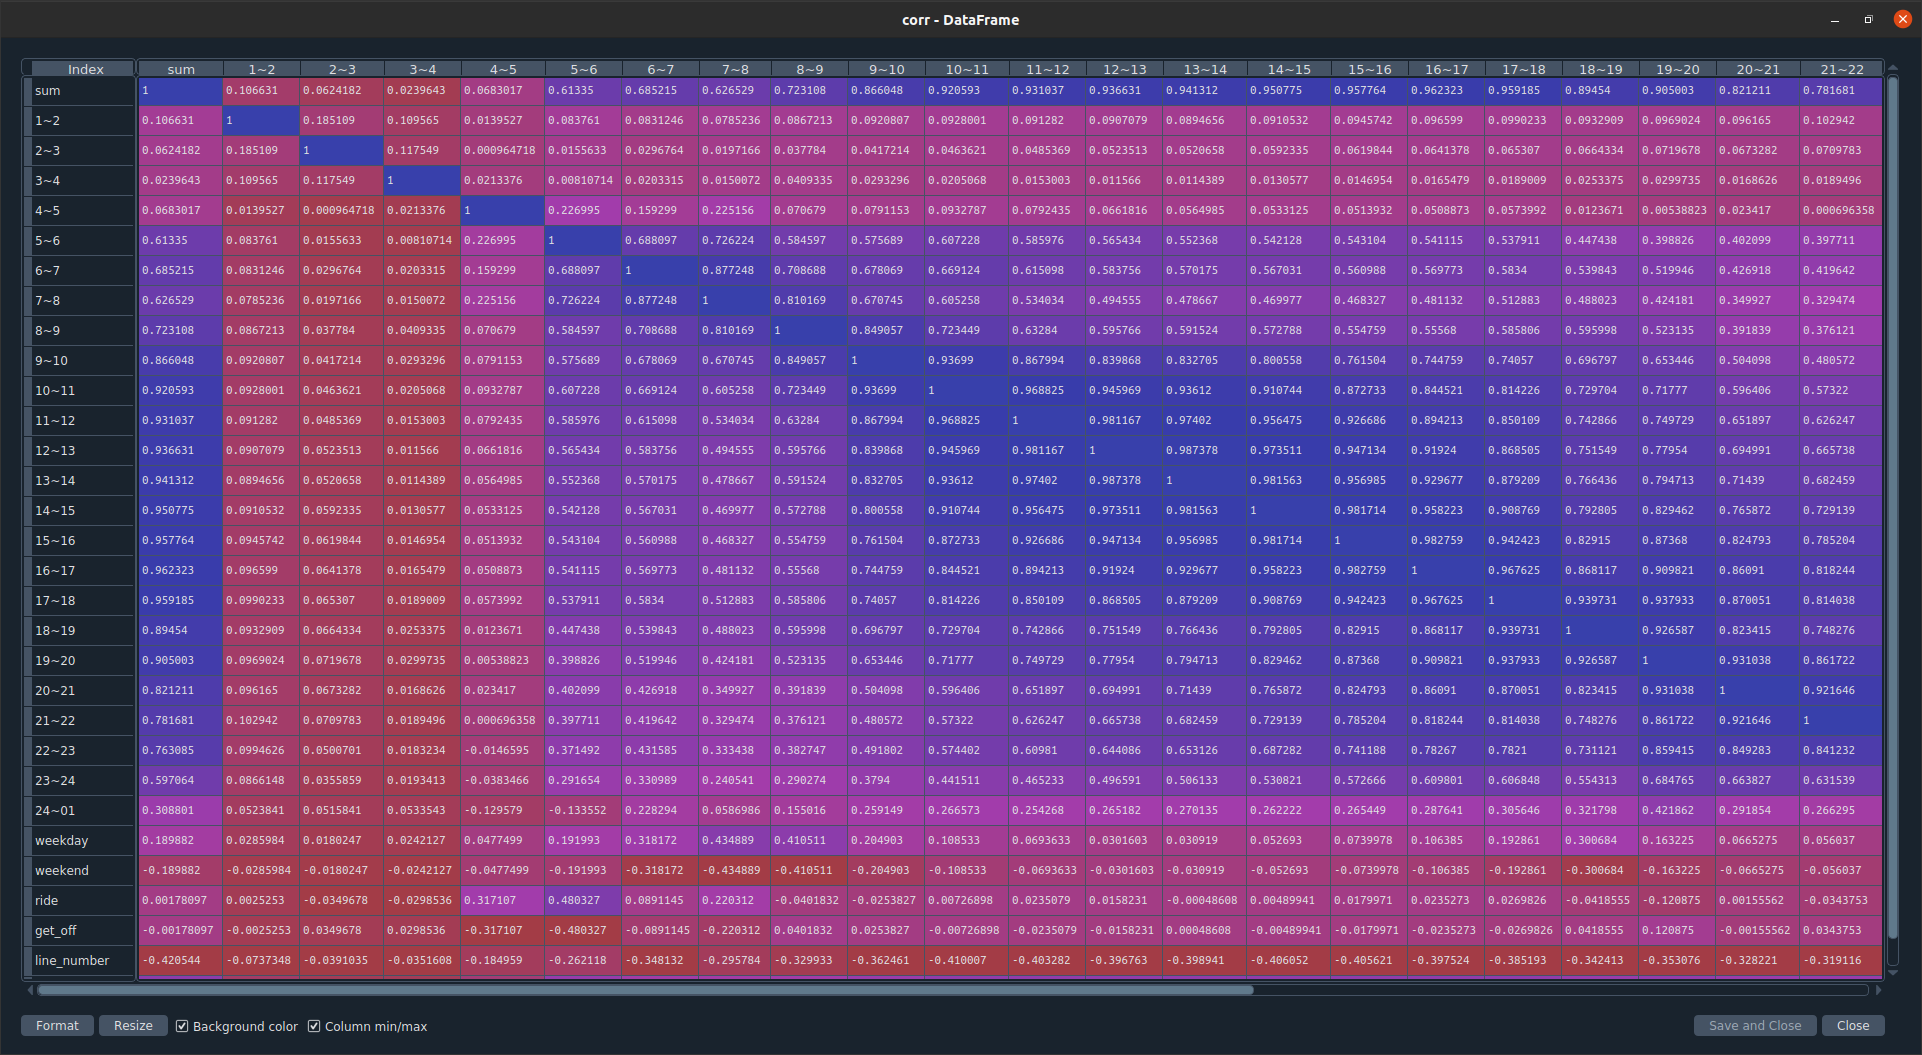 corr - DataFrame
Index sum 1~2 2~3 3~4 4~5 5~6 6~7 7~8 8~9 9~10 10~11 11~12 12~13 13~14 14~15 15~16 16~17 17~18 18~19 19~20 20~21 21~22
sum 1 0.106631 0.0624182 0.0239643 0.0683017 0.61335 0.685215 0.626529 0.723108 0.866048 0.920593 0.931037 0.936631 0.941312 0.950775 0.957764 0.962323 0.959185 0.89454 0.905003 0.821211 0.781681
1~2 0.106631 1 0.185109 0.109565 0.0139527 0.083761 0.0831246 0.0785236 0.0867213 0.0920807 0.0928001 0.091282 0.0907079 0.0894656 0.0910532 0.0945742 0.096599 0.0990233 0.0932909 0.0969024 0.096165 0.102942
2~3 0.0624182 0.185109 1 0.117549 0.000964718 0.0155633 0.0296764 0.0197166 0.037784 0.0417214 0.0463621 0.0485369 0.0523513 0.0520658 0.0592335 0.0619844 0.0641378 0.065307 0.0664334 0.0719678 0.0673282 0.0709783
3~4 0.0239643 0.109565 0.117549 1 0.0213376 0.00810714 0.0203315 0.0150072 0.0409335 0.0293296 0.0205068 0.0153003 0.011566 0.0114389 0.0130577 0.0146954 0.0165479 0.0189009 0.0253375 0.0299735 0.0168626 0.0189496
4~5 0.0683017 0.0139527 0.000964718 0.0213376 1 0.226995 0.159299 0.225156 0.070679 0.0791153 0.0932787 0.0792435 0.0661816 0.0564985 0.0533125 0.0513932 0.0508873 0.0573992 0.0123671 0.00538823 0.023417 0.000696358
5~6 0.61335 0.083761 0.0155633 0.00810714 0.226995 1 0.688097 0.726224 0.584597 0.575689 0.607228 0.585976 0.565434 0.552368 0.542128 0.543104 0.541115 0.537911 0.447438 0.398826 0.402099 0.397711
6~7 0.685215 0.0831246 0.0296764 0.0203315 0.159299 0.688097 1 0.877248 0.708688 0.678069 0.669124 0.615098 0.583756 0.570175 0.567031 0.560988 0.569773 0.5834 0.539843 0.519946 0.426918 0.419642
7~8 0.626529 0.0785236 0.0197166 0.0150072 0.225156 0.726224 0.877248 1 0.810169 0.670745 0.605258 0.534034 0.494555 0.478667 0.469977 0.468327 0.481132 0.512883 0.488023 0.424181 0.349927 0.329474
8~9 0.723108 0.0867213 0.037784 0.0409335 0.070679 0.584597 0.708688 0.810169 1 0.849057 0.723449 0.63284 0.595766 0.591524 0.572788 0.554759 0.55568 0.585806 0.595998 0.523135 0.391839 0.376121
9~10 0.866048 0.0920807 0.0417214 0.0293296 0.0791153 0.575689 0.678069 0.670745 0.849057 1 0.93699 0.867994 0.839868 0.832705 0.800558 0.761504 0.744759 0.74057 0.696797 0.653446 0.504098 0.480572
10~11 0.920593 0.0928001 0.0463621 0.0205068 0.0932787 0.607228 0.669124 0.605258 0.723449 0.93699 1 0.968825 0.945969 0.93612 0.910744 0.872733 0.844521 0.814226 0.729704 0.71777 0.596406 0.57322
11~12 0.931037 0.091282 0.0485369 0.0153003 0.0792435 0.585976 0.615098 0.534034 0.63284 0.867994 0.968825 1 0.981167 0.97402 0.956475 0.926686 0.894213 0.850109 0.742866 0.749729 0.651897 0.626247
12~13 0.936631 0.0907079 0.0523513 0.011566 0.0661816 0.565434 0.583756 0.494555 0.595766 0.839868 0.945969 0.981167 1 0.987378 0.973511 0.947134 0.91924 0.868505 0.751549 0.77954 0.694991 0.665738
13~14 0.941312 0.0894656 0.0520658 0.0114389 0.0564985 0.552368 0.570175 0.478667 0.591524 0.832705 0.93612 0.97402 0.987378 1 0.981563 0.956985 0.929677 0.879209 0.766436 0.794713 0.71439 0.682459
14~15 0.950775 0.0910532 0.0592335 0.0130577 0.0533125 0.542128 0.567031 0.469977 0.572788 0.800558 0.910744 0.956475 0.973511 0.981563 1 0.981714 0.958223 0.908769 0.792805 0.829462 0.765872 0.729139
15~16 0.957764 0.0945742 0.0619844 0.0146954 0.0513932 0.543104 0.560988 0.468327 0.554759 0.761504 0.872733 0.926686 0.947134 0.956985 0.981714 1 0.982759 0.942423 0.82915 0.87368 0.824793 0.785204
16~17 0.962323 0.096599 0.0641378 0.0165479 0.0508873 0.541115 0.569773 0.481132 0.55568 0.744759 0.844521 0.894213 0.91924 0.929677 0.958223 0.982759 1 0.967625 0.868117 0.909821 0.86091 0.818244
17~18 0.959185 0.0990233 0.065307 0.0189009 0.0573992 0.537911 0.5834 0.512883 0.585806 0.74057 0.814226 0.850109 0.868505 0.879209 0.908769 0.942423 0.967625 1 0.939731 0.937933 0.870051 0.814038
18~19 0.89454 0.0932909 0.0664334 0.0253375 0.0123671 0.447438 0.539843 0.488023 0.595998 0.696797 0.729704 0.742866 0.751549 0.766436 0.792805 0.82915 0.868117 0.939731 1 0.926587 0.823415 0.748276
19~20 0.905003 0.0969024 0.0719678 0.0299735 0.00538823 0.398826 0.519946 0.424181 0.523135 0.653446 0.71777 0.749729 0.77954 0.794713 0.829462 0.87368 0.909821 0.937933 0.926587 1 0.931038 0.861722
20~21 0.821211 0.096165 0.0673282 0.0168626 0.023417 0.402099 0.426918 0.349927 0.391839 0.504098 0.596406 0.651897 0.694991 0.71439 0.765872 0.824793 0.86091 0.870051 0.823415 0.931038 1 0.921646
21~22 0.781681 0.102942 0.0709783 0.0189496 0.000696358 0.397711 0.419642 0.329474 0.376121 0.480572 0.57322 0.626247 0.665738 0.682459 0.729139 0.785204 0.818244 0.814038 0.748276 0.861722 0.921646 1
22~23 0.763085 0.0994626 0.0500701 0.0183234 -0.0146595 0.371492 0.431585 0.333438 0.382747 0.491802 0.574402 0.60981 0.644086 0.653126 0.687282 0.741188 0.78267 0.7821 0.731121 0.859415 0.849283 0.841232
23~24 0.597064 0.0866148 0.0355859 0.0193413 -0.0383466 0.291654 0.330989 0.240541 0.290274 0.3794 0.441511 0.465233 0.496591 0.506133 0.530821 0.572666 0.609801 0.606848 0.554313 0.684765 0.663827 0.631539
24~01 0.308801 0.0523841 0.0515841 0.0533543 -0.129579 -0.133552 0.228294 0.0586986 0.155016 0.259149 0.266573 0.254268 0.265182 0.270135 0.262222 0.265449 0.287641 0.305646 0.321798 0.421862 0.291854 0.266295
weekday 0.189882 0.0285984 0.0180247 0.0242127 0.0477499 0.191993 0.318172 0.434889 0.410511 0.204903 0.108533 0.0693633 0.0301603 0.030919 0.052693 0.0739978 0.106385 0.192861 0.300684 0.163225 0.0665275 0.056037
weekend -0.189882 -0.0285984 -0.0180247 -0.0242127 -0.0477499 -0.191993 -0.318172 -0.434889 -0.410511 -0.204903 -0.108533 -0.0693633 -0.0301603 -0.030919 -0.052693 -0.0739978 -0.106385 -0.192861 -0.300684 -0.163225 -0.0665275 -0.056037
ride 0.00178097 0.0025253 -0.0349678 -0.0298536 0.317107 0.480327 0.0891145 0.220312 -0.0401832 -0.0253827 0.00726898 0.0235079 0.0158231 -0.00048608 0.00489941 0.0179971 0.0235273 0.0269826 -0.0418555 -0.120875 0.00155562 -0.0343753
get_off -0.00178097 -0.0025253 0.0349678 0.0298536 -0.317107 -0.480327 -0.0891145 -0.220312 0.0401832 0.0253827 -0.00726898 -0.0235079 -0.0158231 0.00048608 -0.00489941 -0.0179971 -0.0235273 -0.0269826 0.0418555 0.120875 -0.00155562 0.0343753
line_number -0.420544 -0.0737348 -0.0391035 -0.0351608 -0.184959 -0.262118 -0.348132 -0.295784 -0.329933 -0.362461 -0.410007 -0.403282 -0.396763 -0.398941 -0.406052 -0.405621 -0.397524 -0.385193 -0.342413 -0.353076 -0.328221 -0.319116
Format Resize Background color Column min/max Save and Close Close